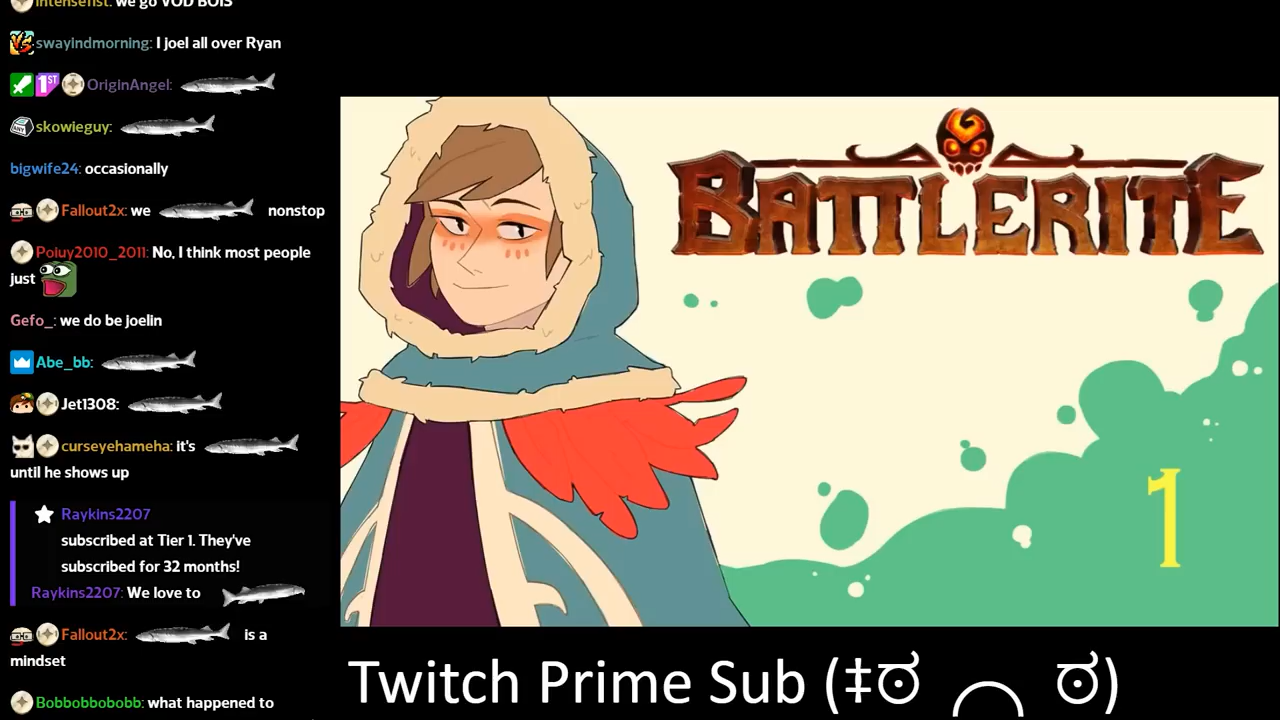 intensefist: we go VOD BOIS
swayindmorning: I joel all over Ryan
1ST OriginAngel:
skowieguy:
bigwife24: occasionally
Fallout2x: we nonstop
Poiuy2010_2011: No, I think most people
just
Gefo_: we do be joelin
Abe_bb:
Jet1308:
curseyehameha: it's
until he shows up
Raykins2207
subscribed at Tier 1. They've
subscribed for 32 months!
Raykins2207: We love to
Fallout2x: is a
mindset
Bobbobbobobb: what happened to
BATTLERITE
1
Twitch Prime Sub (‡ಠ ╭╮ ಠ)